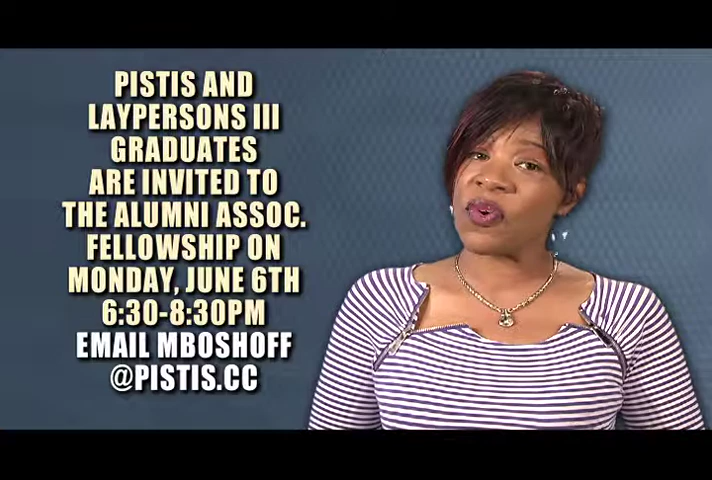 PISTIS AND
LAYPERSONS III
GRADUATES
ARE INVITED TO
THE ALUMNI ASSOC.
FELLOWSHIP ON
MONDAY, JUNE 6TH
6:30-8:30PM
EMAIL MBOSHOFF
@PISTIS.CC